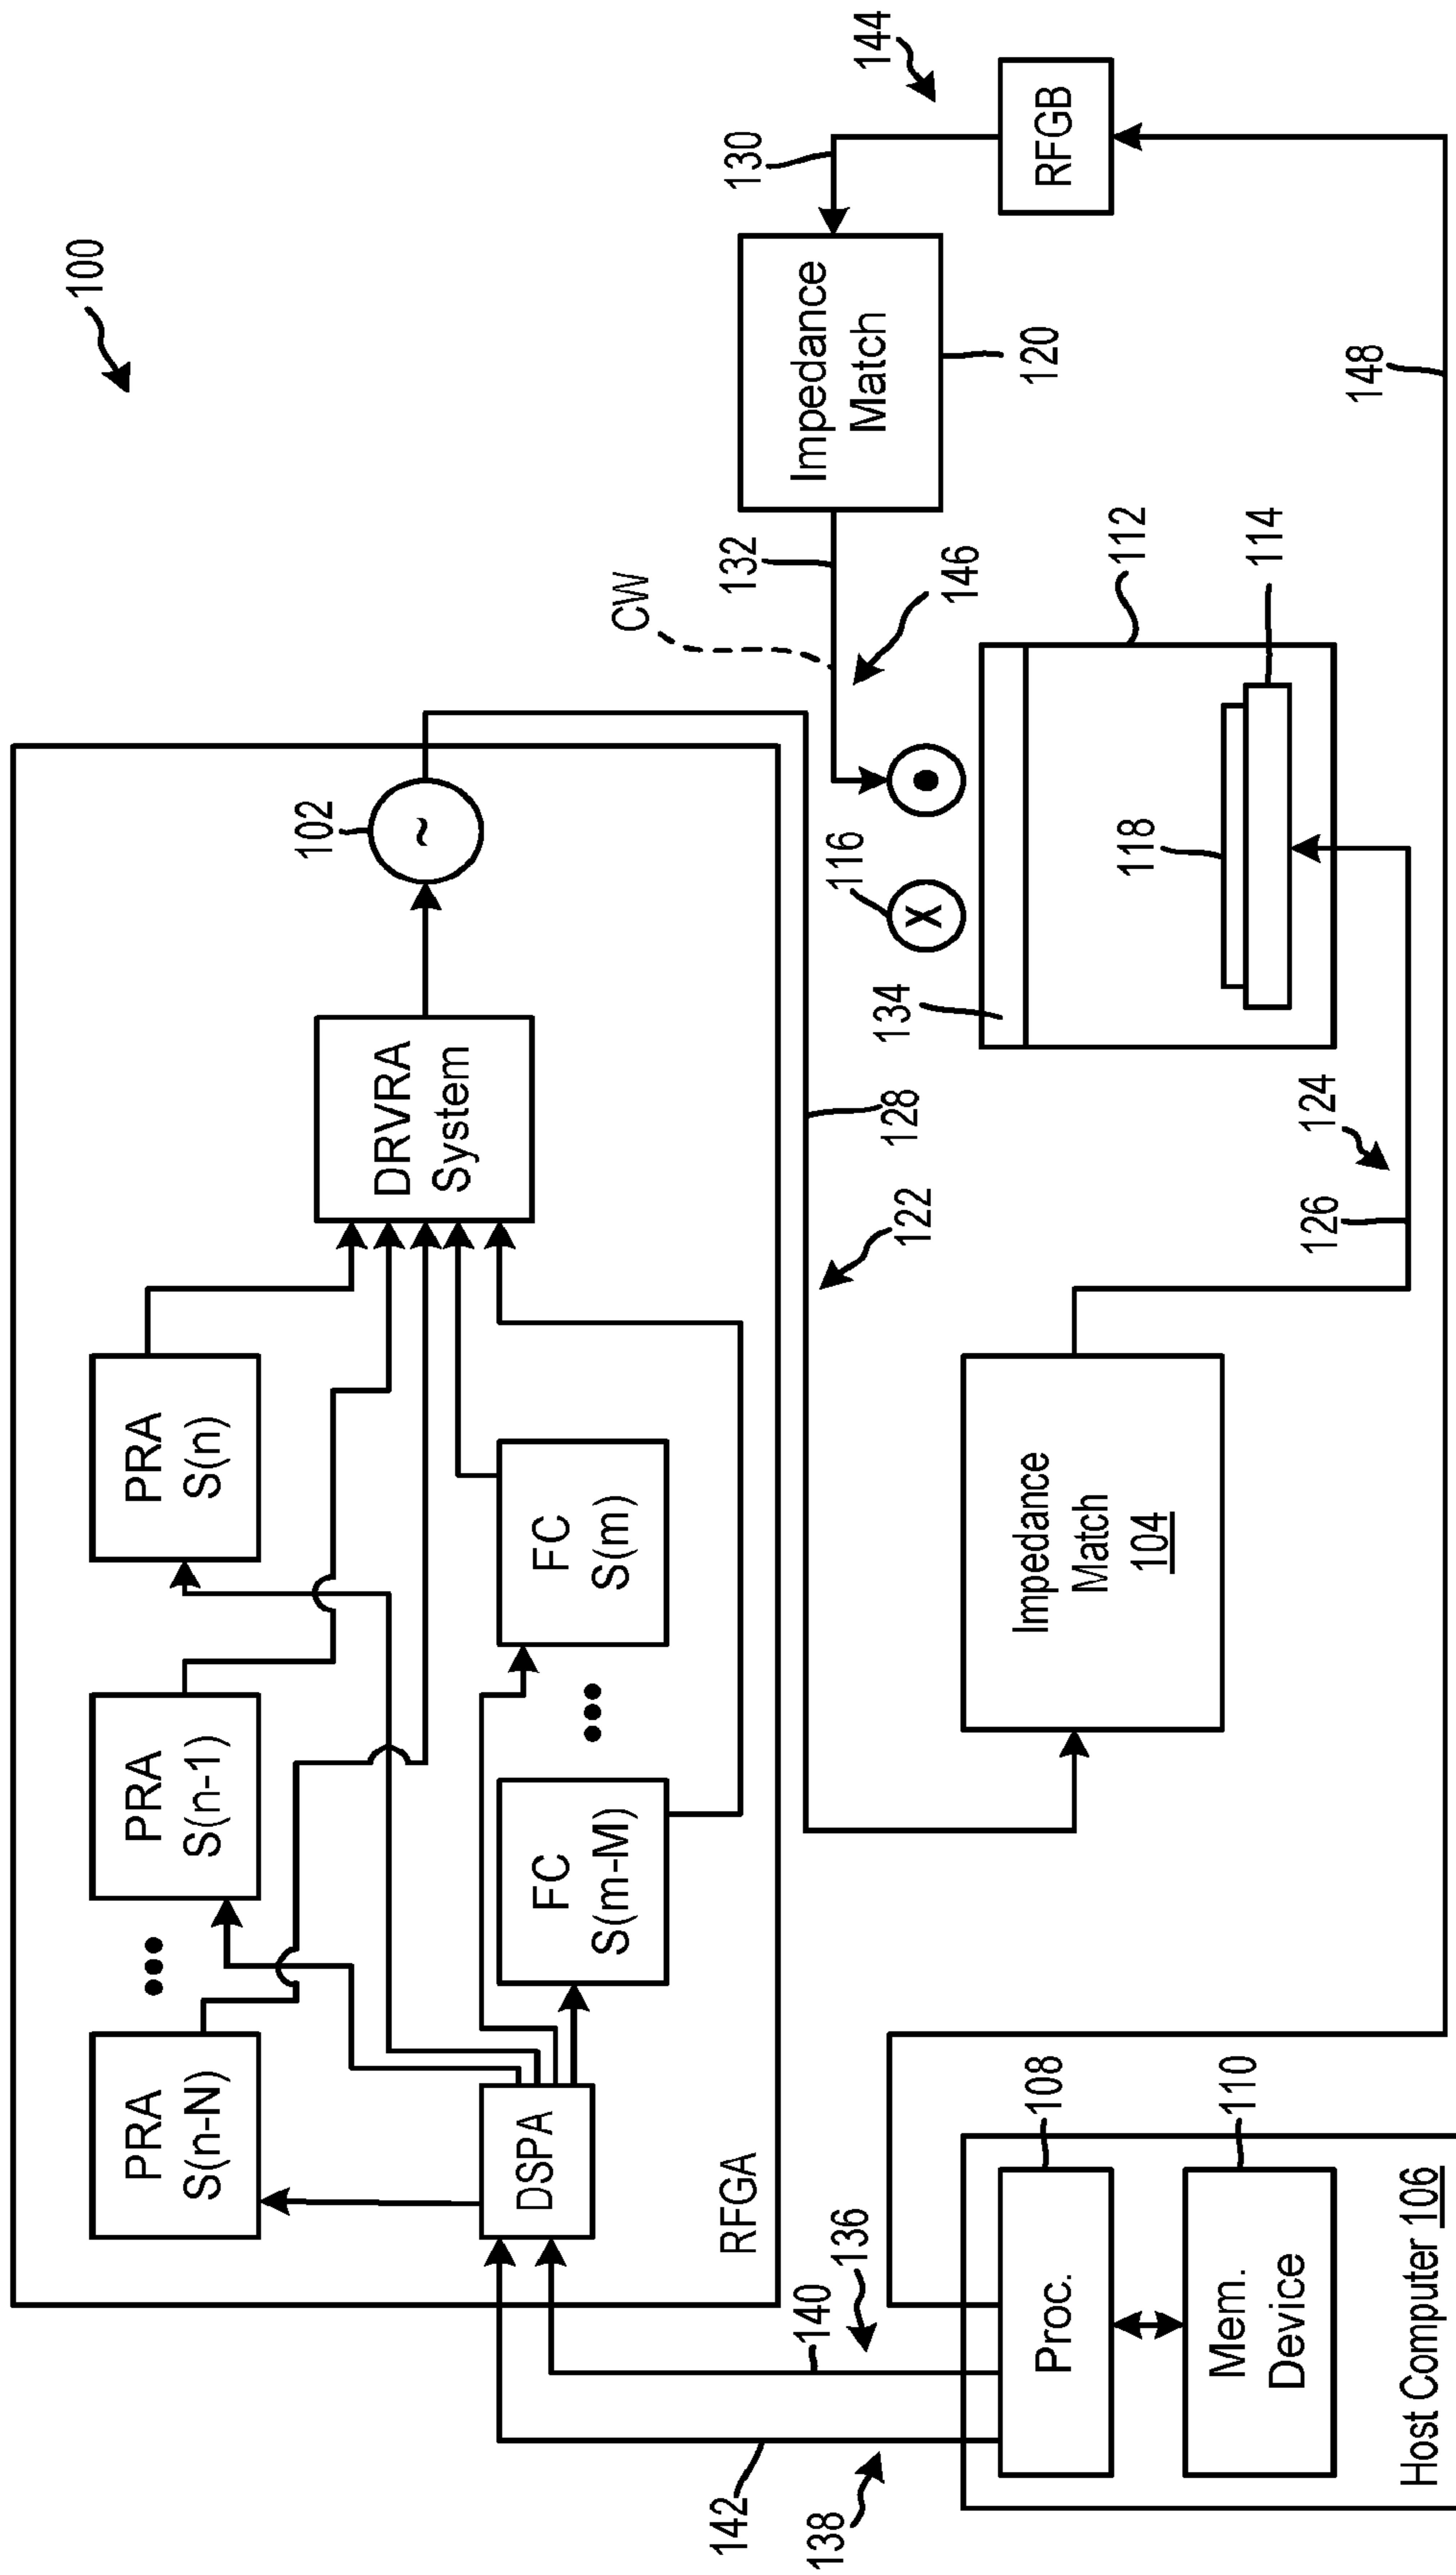 100
PRA
S(n-N)
PRA
S(n-1)
PRA
S(n)
DSPA
FC
S(m-M)
FC
S(m)
DRVRA
System
102
~
RFGA
142
138
140
136
122
128
Host Computer 106
Proc.
108
Mem.
Device
110
Impedance
Match
104
126
124
134
116
X
118
112
114
CW
132
146
Impedance
Match
120
130
144
RFGB
148